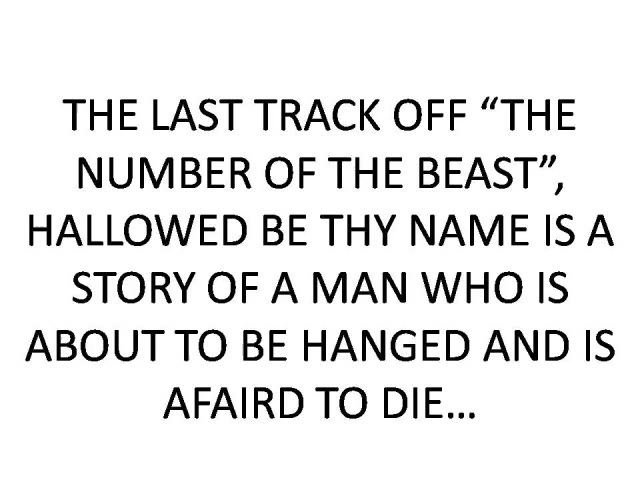 THE LAST TRACK OFF “THE
NUMBER OF THE BEAST”,
HALLOWED BE THY NAME IS A
STORY OF A MAN WHO IS
ABOUT TO BE HANGED AND IS
AFAIRD TO DIE…